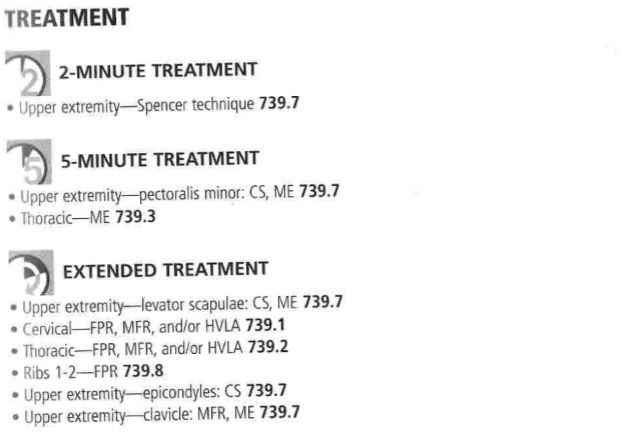 TREATMENT
2
2-MINUTE TREATMENT
• Upper extremity—Spencer technique 739.7
5
5-MINUTE TREATMENT
• Upper extremity—pectoralis minor: CS, ME 739.7
• Thoracic—ME 739.3
EXTENDED TREATMENT
• Upper extremity—levator scapulae: CS, ME 739.7
• Cervical—FPR, MFR, and/or HVLA 739.1
• Thoracic—FPR, MFR, and/or HVLA 739.2
• Ribs 1-2—FPR 739.8
• Upper extremity—epicondyles: CS 739.7
• Upper extremity—clavicle: MFR, ME 739.7